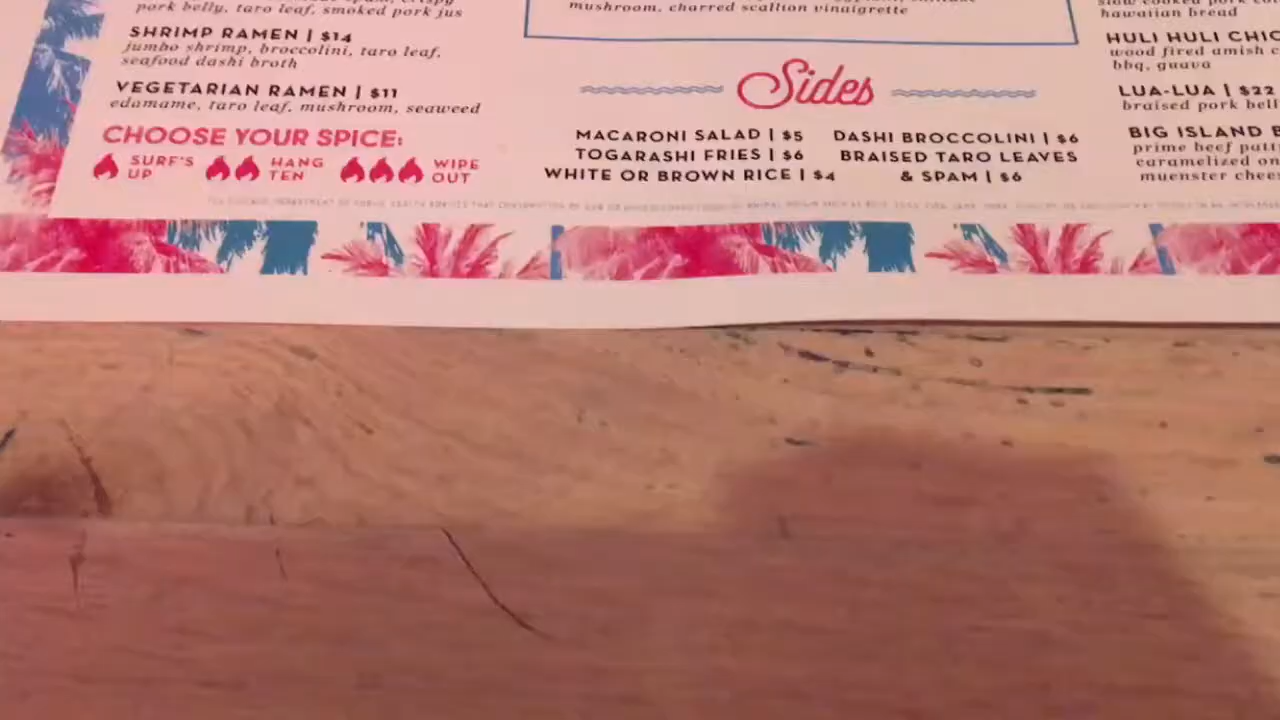 pork belly, taro leaf, smoked pork jus
SHRIMP RAMEN | $14
jumbo shrimp, broccolini, taro leaf,
seafood dashi broth
VEGETARIAN RAMEN | $11
edamame, taro leaf, mushroom, seaweed
CHOOSE YOUR SPICE:
SURF'S UP
HANG TEN
WIPE OUT
mushroom, charred scallion vinaigrette
Sides
MACARONI SALAD | $5
TOGARASHI FRIES | $6
WHITE OR BROWN RICE | $4
DASHI BROCCOLINI | $6
BRAISED TARO LEAVES
& SPAM | $6
hawaiian bread
HULI HULI CHIC
wood fired amish c
bbq, guava
LUA-LUA | $22
braised pork bell
BIG ISLAND B
prime beef patt
caramelized on
muenster chees